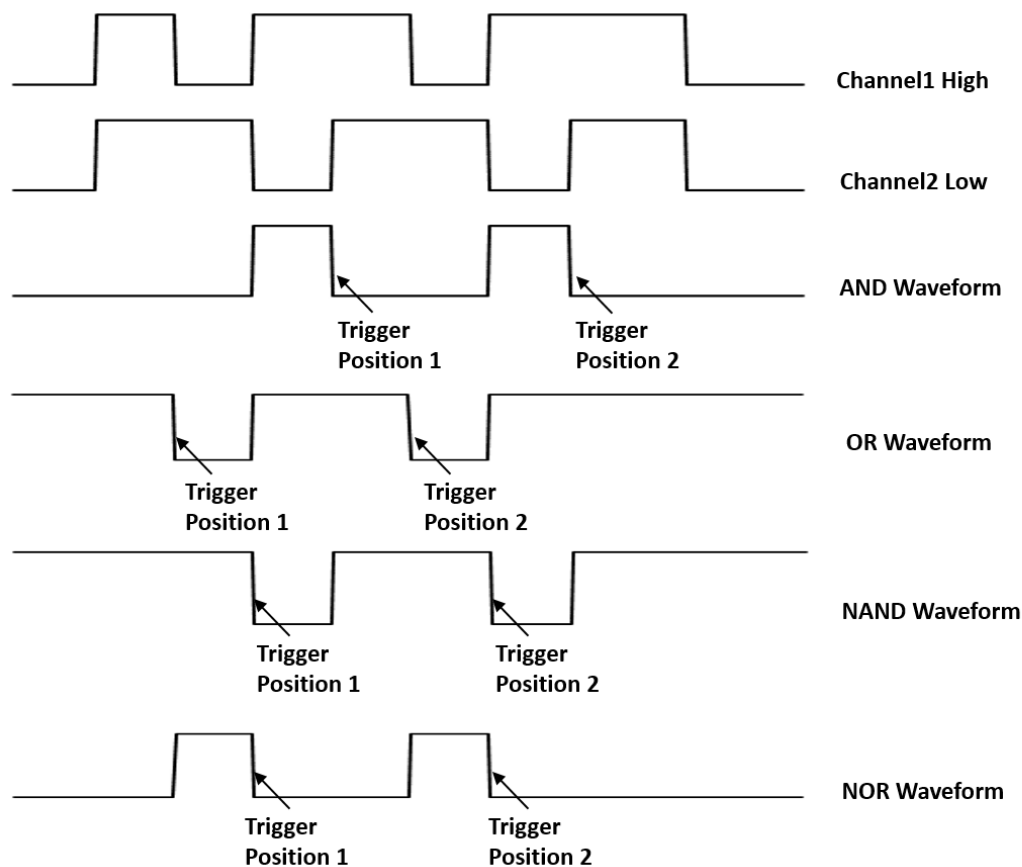 Channel1 High
Channel2 Low
AND Waveform
Trigger
Position 1
Trigger
Position 2
OR Waveform
Trigger
Position 1
Trigger
Position 2
NAND Waveform
Trigger
Position 1
Trigger
Position 2
NOR Waveform
Trigger
Position 1
Trigger
Position 2